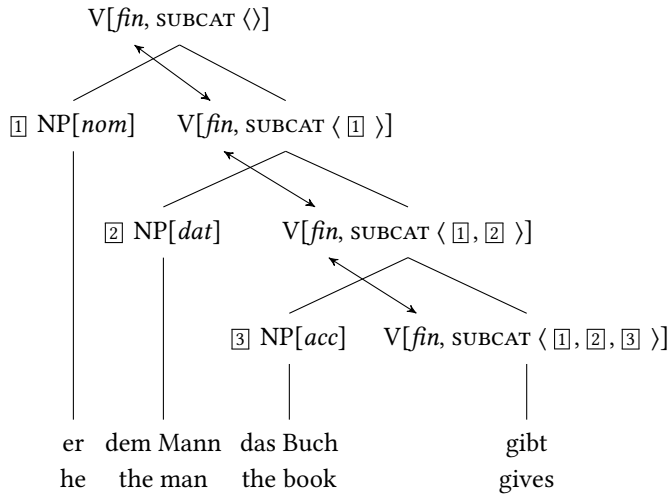 V[fin, SUBCAT ⟨⟩]
1 NP[nom] V[fin, SUBCAT ⟨ 1 ⟩]
2 NP[dat] V[fin, SUBCAT ⟨ 1, 2 ⟩]
3 NP[acc] V[fin, SUBCAT ⟨ 1, 2, 3 ⟩]
er dem Mann das Buch gibt
he the man the book gives